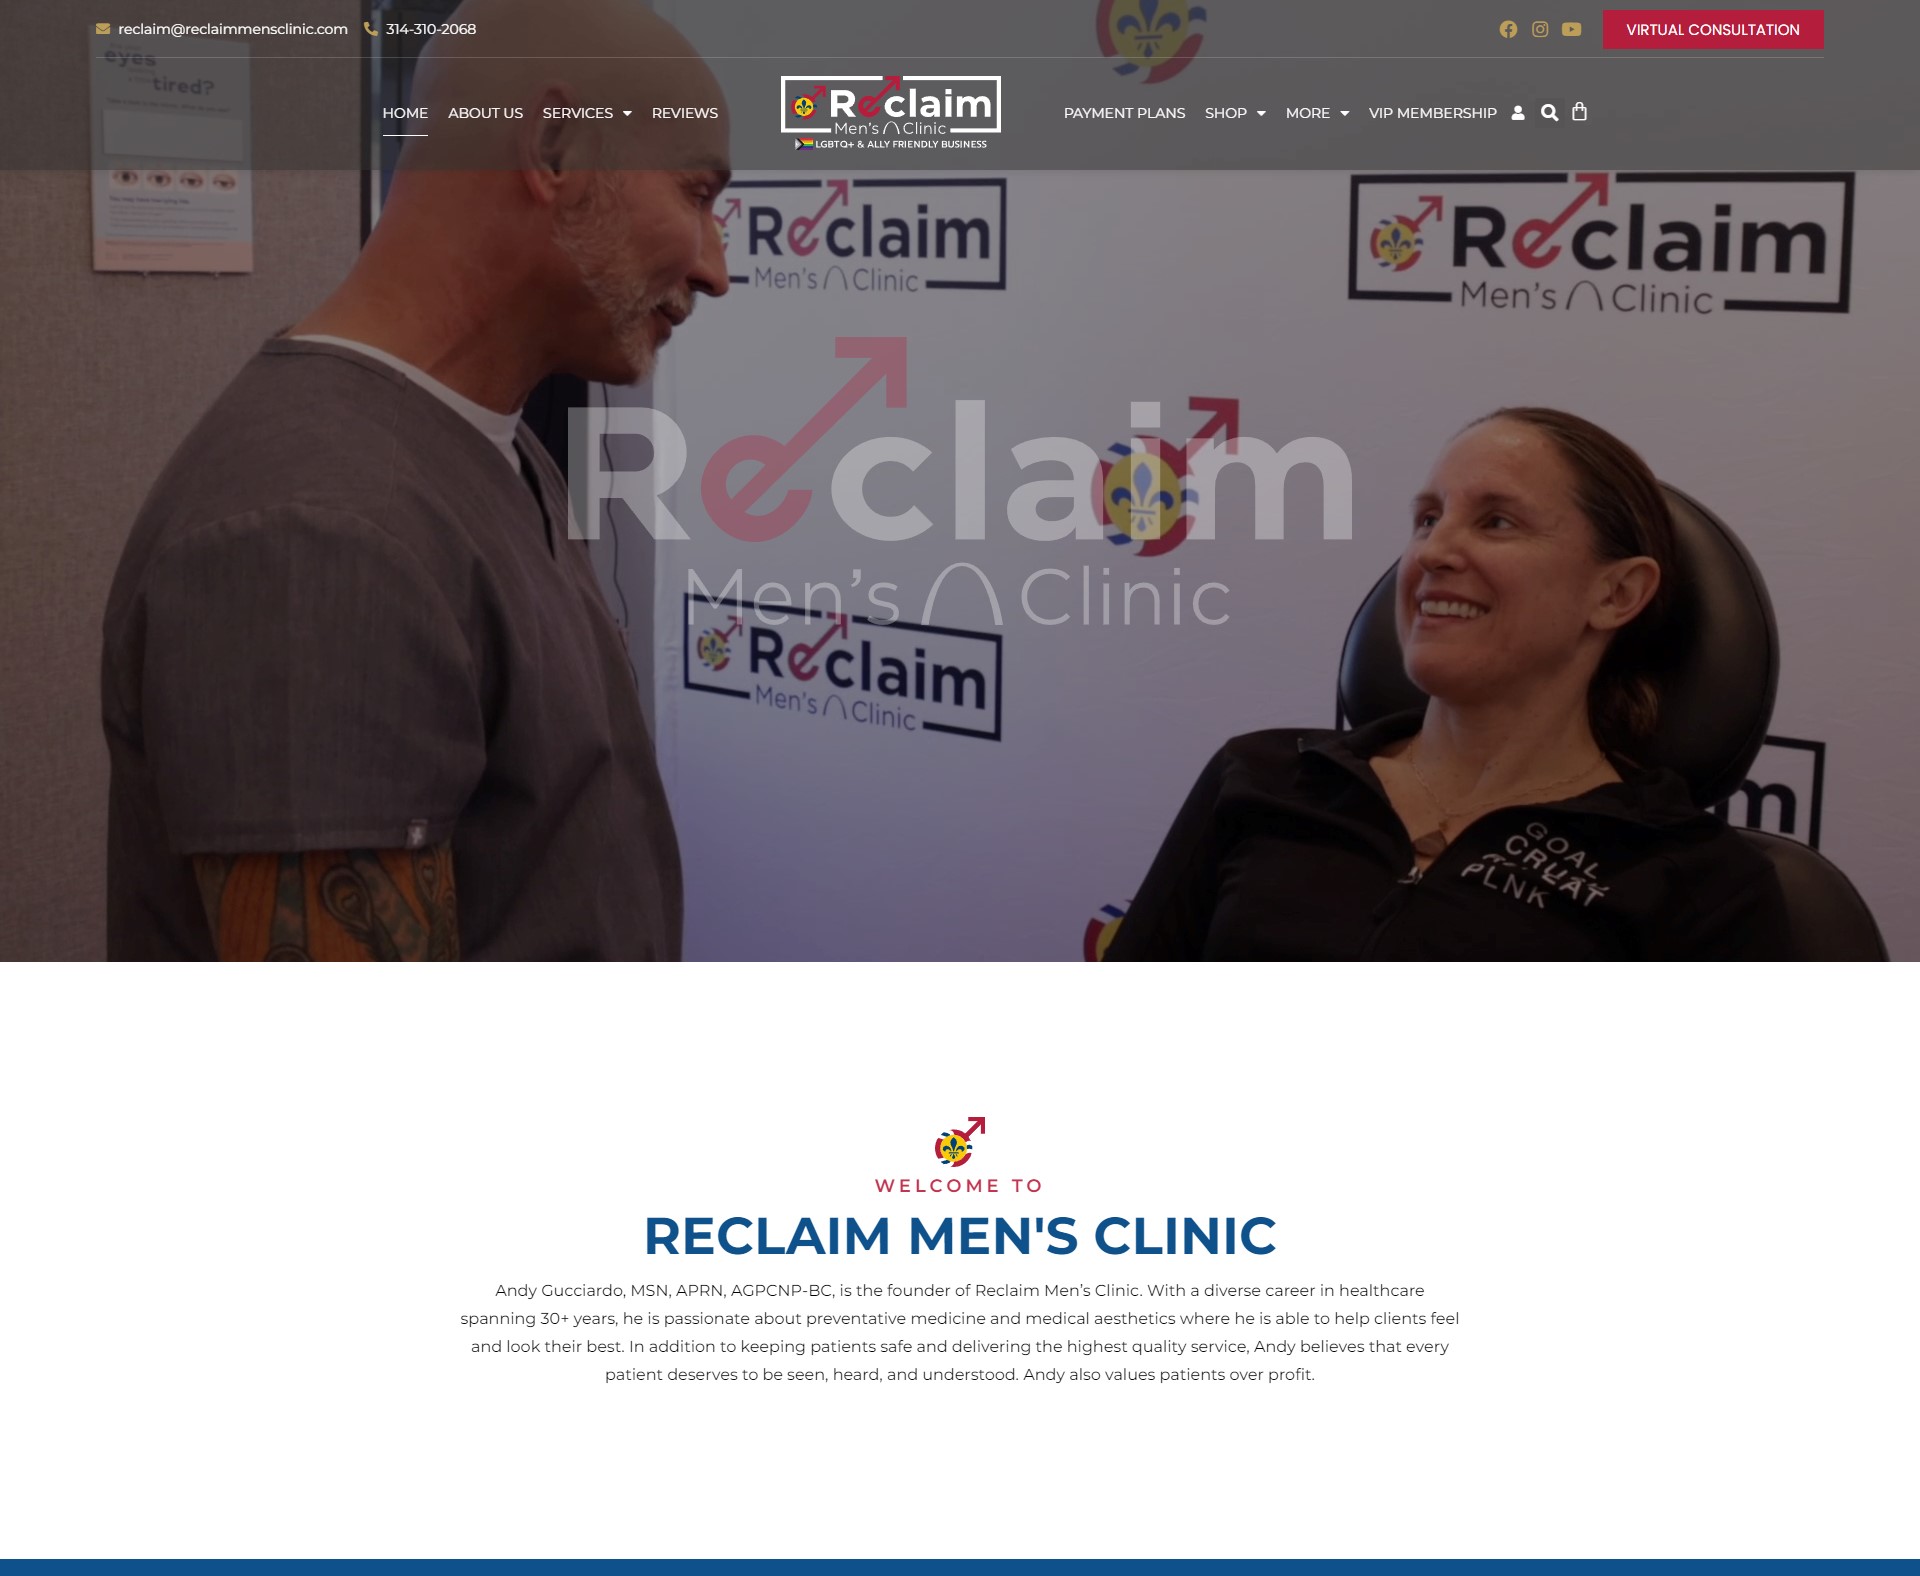 reclaim@reclaimmensclinic.com 314-310-2068
VIRTUAL CONSULTATION
HOME ABOUT US SERVICES REVIEWS
Reclaim
Men's Clinic
LGBTQ+ & ALLY FRIENDLY BUSINESS
PAYMENT PLANS SHOP MORE VIP MEMBERSHIP
eyes
tired?
Reclaim
Men's Clinic
Reclaim
Men's Clinic
Reclaim
Men's Clinic
Reclaim
Men's Clinic
m
GOAL
WELCOME TO
RECLAIM MEN'S CLINIC
Andy Gucciardo, MSN, APRN, AGPCNP-BC, is the founder of Reclaim Men’s Clinic. With a diverse career in healthcare
spanning 30+ years, he is passionate about preventative medicine and medical aesthetics where he is able to help clients feel
and look their best. In addition to keeping patients safe and delivering the highest quality service, Andy believes that every
patient deserves to be seen, heard, and understood. Andy also values patients over profit.